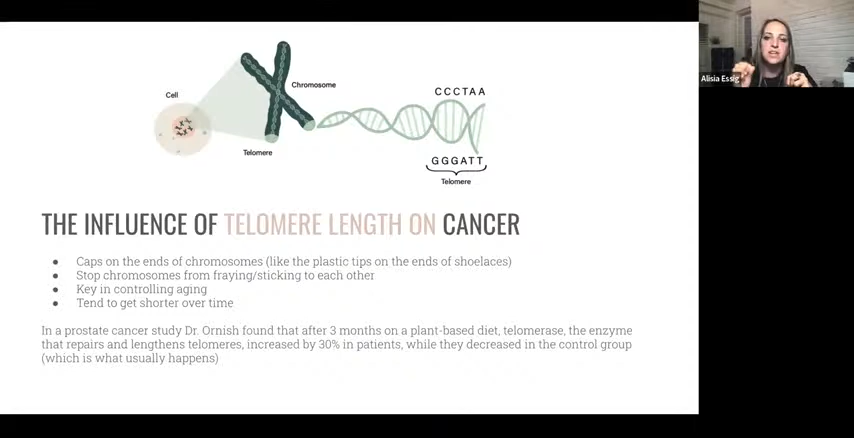 Alisia Essig
CCCTAA
Chromosome
Cell
Telomere
GGGATT
Telomere
THE INFLUENCE OF TELOMERE LENGTH ON CANCER
● Caps on the ends of chromosomes (like the plastic tips on the ends of shoelaces)
● Stop chromosomes from fraying/sticking to each other
● Key in controlling aging
● Tend to get shorter over time
In a prostate cancer study Dr. Ornish found that after 3 months on a plant-based diet, telomerase, the enzyme
that repairs and lengthens telomeres, increased by 30% in patients, while they decreased in the control group
(which is what usually happens)